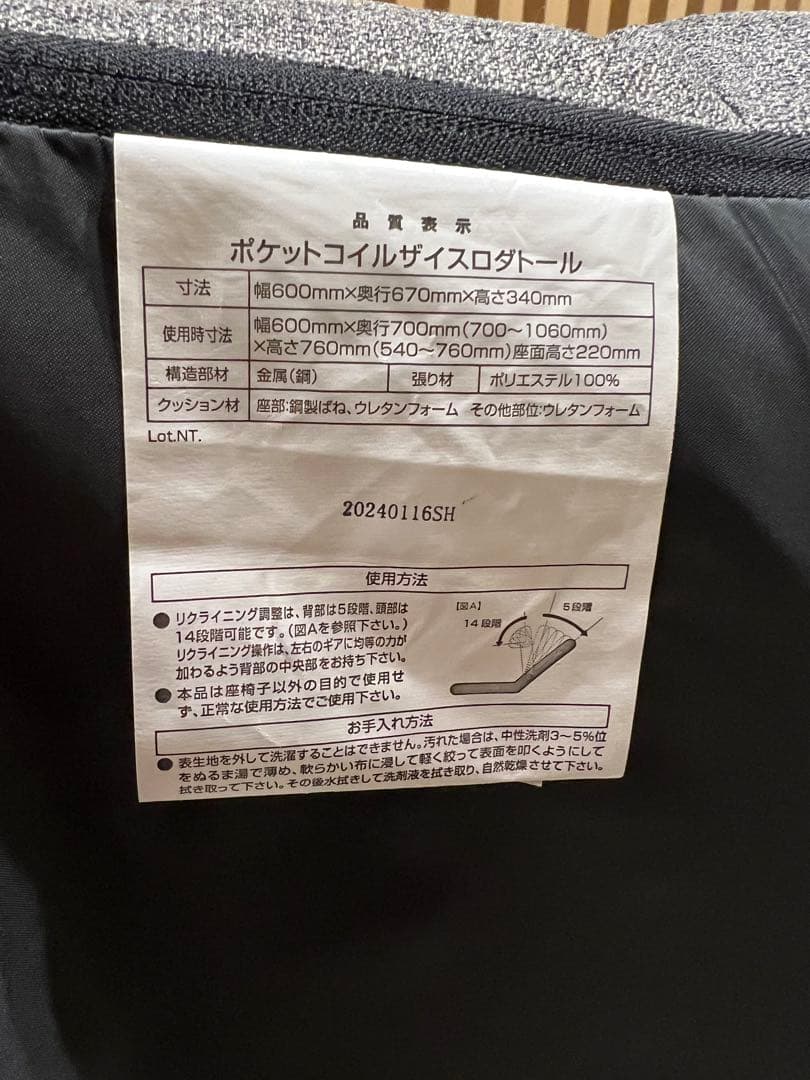 品質表示
ポケットコイルザイスロダトール
寸法 幅600mm×奥行670mm×高さ340mm
使用時寸法 幅600mm×奥行700mm(700～1060mm)
×高さ760mm(540～760mm)座面高さ220mm
構造部材 金属(鋼) 張り材 ポリエステル100%
クッション材 座部:鋼製ばね、ウレタンフォーム その他部位:ウレタンフォーム
Lot.NT.
20240116SH
使用方法
●リクライニング調整は、背部は5段階、頭部は
14段階可能です。(図Aを参照下さい。)
リクライニング操作は、左右のギアに均等の力が
加わるよう背部の中央部をお持ち下さい。
●本品は座椅子以外の目的で使用せ
ず、正常な使用方法でご使用下さい。
【図A】
14段階
5段階
お手入れ方法
●表生地を外して洗濯することはできません。汚れた場合は、中性洗剤3～5%位
をぬるま湯で薄め、軟らかい布に浸して軽く絞って表面を叩くようにして
拭き取って下さい。その後水拭きして洗剤液を拭き取り、自然乾燥させて下さい。